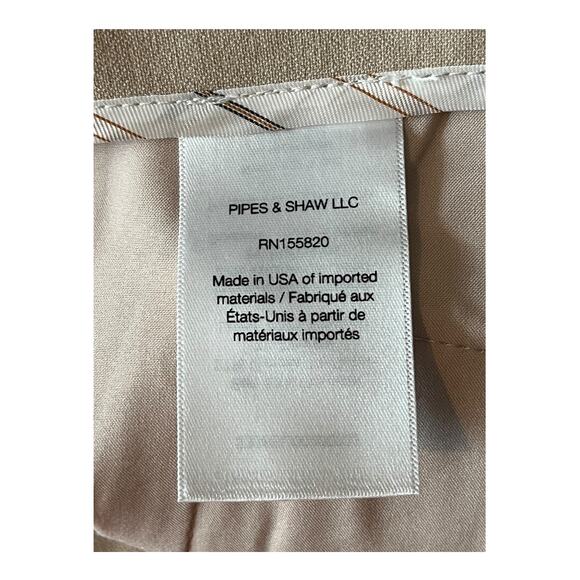 PIPES & SHAW LLC
RN155820
Made in USA of imported
materials / Fabriqué aux
États-Unis à partir de
matériaux importés